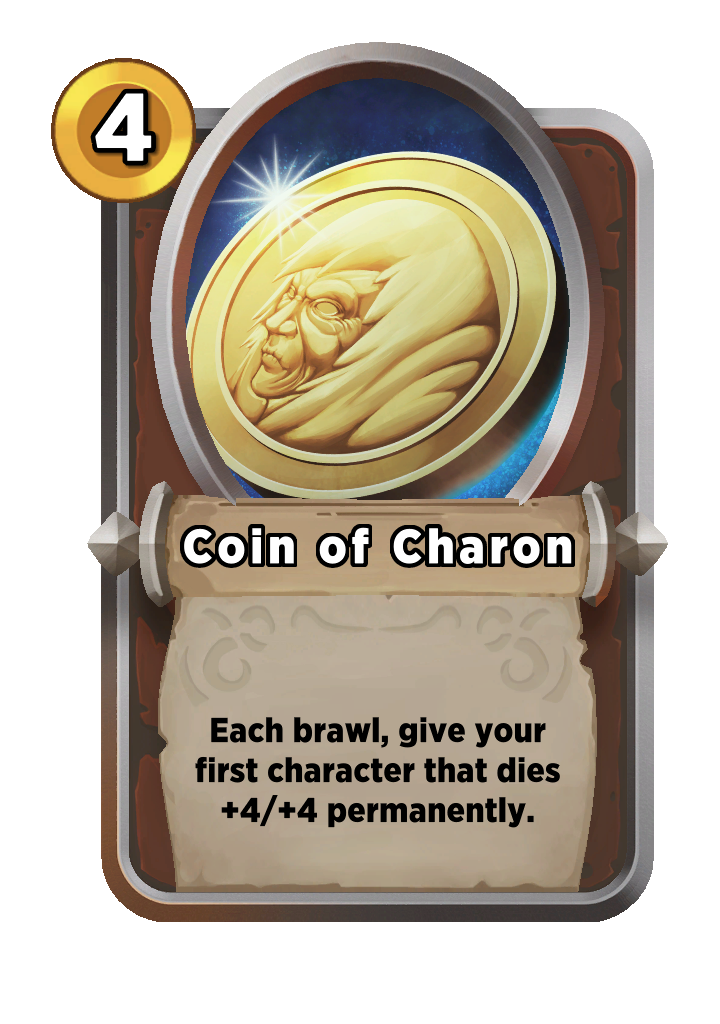 4
Coin of Charon
Each brawl, give your
first character that dies
+4/+4 permanently.